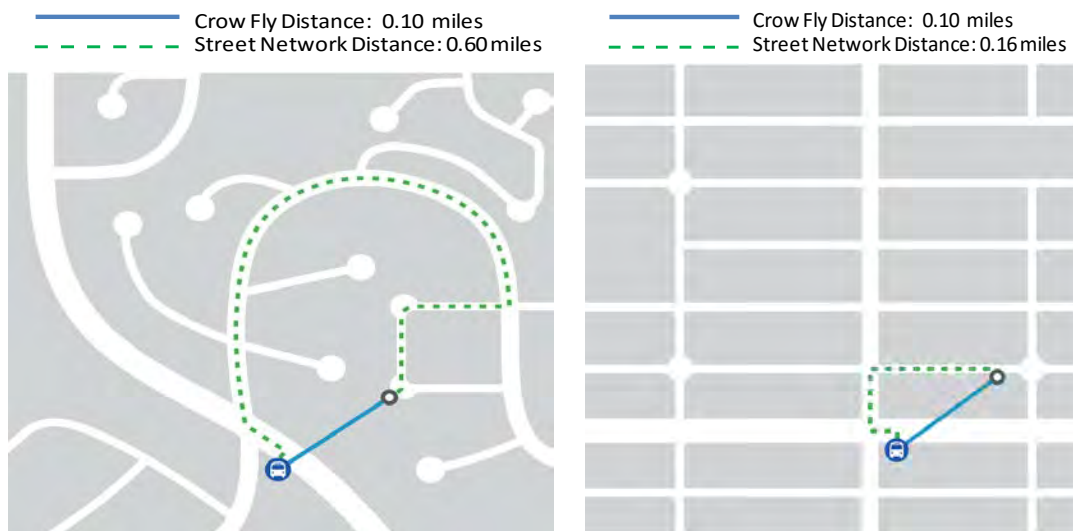 Crow Fly Distance: 0.10 miles
Street Network Distance: 0.60 miles
Crow Fly Distance: 0.10 miles
Street Network Distance: 0.16 miles